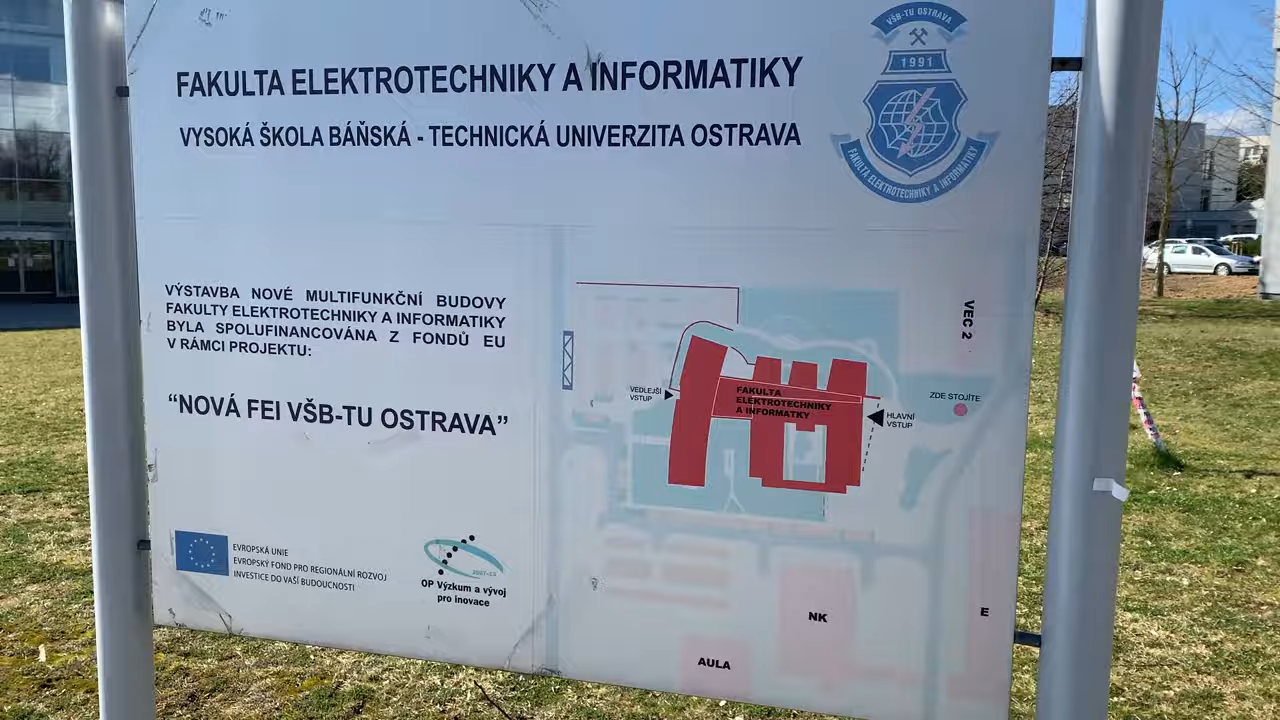 VŠB-TU OSTRAVA
1991
FAKULTA ELEKTROTECHNIKY A INFORMATIKY
FAKULTA ELEKTROTECHNIKY A INFORMATIKY
VYSOKÁ ŠKOLA BÁŇSKÁ - TECHNICKÁ UNIVERZITA OSTRAVA
VÝSTAVBA NOVÉ MULTIFUNKČNÍ BUDOVY
FAKULTY ELEKTROTECHNIKY A INFORMATIKY
BYLA SPOLUFINANCOVÁNA Z FONDŮ EU
V RÁMCI PROJEKTU:
“NOVÁ FEI VŠB-TU OSTRAVA”
EVROPSKÁ UNIE
EVROPSKÝ FOND PRO REGIONÁLNÍ ROZVOJ
INVESTICE DO VAŠÍ BUDOUCNOSTI
2007-13
OP Výzkum a vývoj
pro inovace
VEC 2
VEDLEJŠÍ
VSTUP
FAKULTA
ELEKTROTECHNIKY
A INFORMATKY
HLAVNÍ
VSTUP
ZDE STOJÍTE
NK
E
AULA